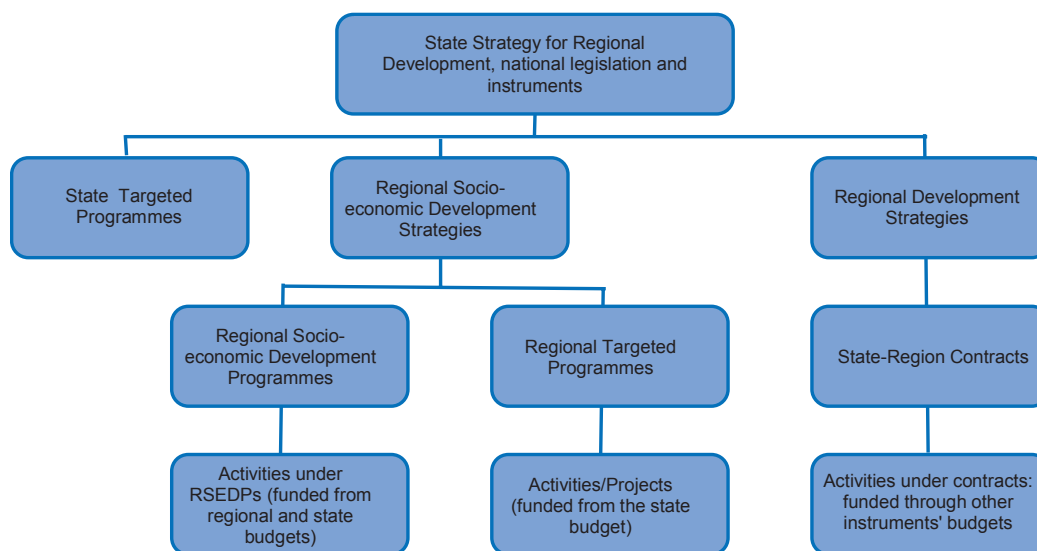 State Strategy for Regional
Development, national legislation and
instruments
State Targeted
Programmes
Regional Socio-
economic Development
Strategies
Regional Development
Strategies
Regional Socio-
economic Development
Programmes
Regional Targeted
Programmes
State-Region Contracts
Activities under
RSEDPs (funded from
regional and state
budgets)
Activities/Projects
(funded from the state
budget)
Activities under contracts:
funded through other
instruments' budgets